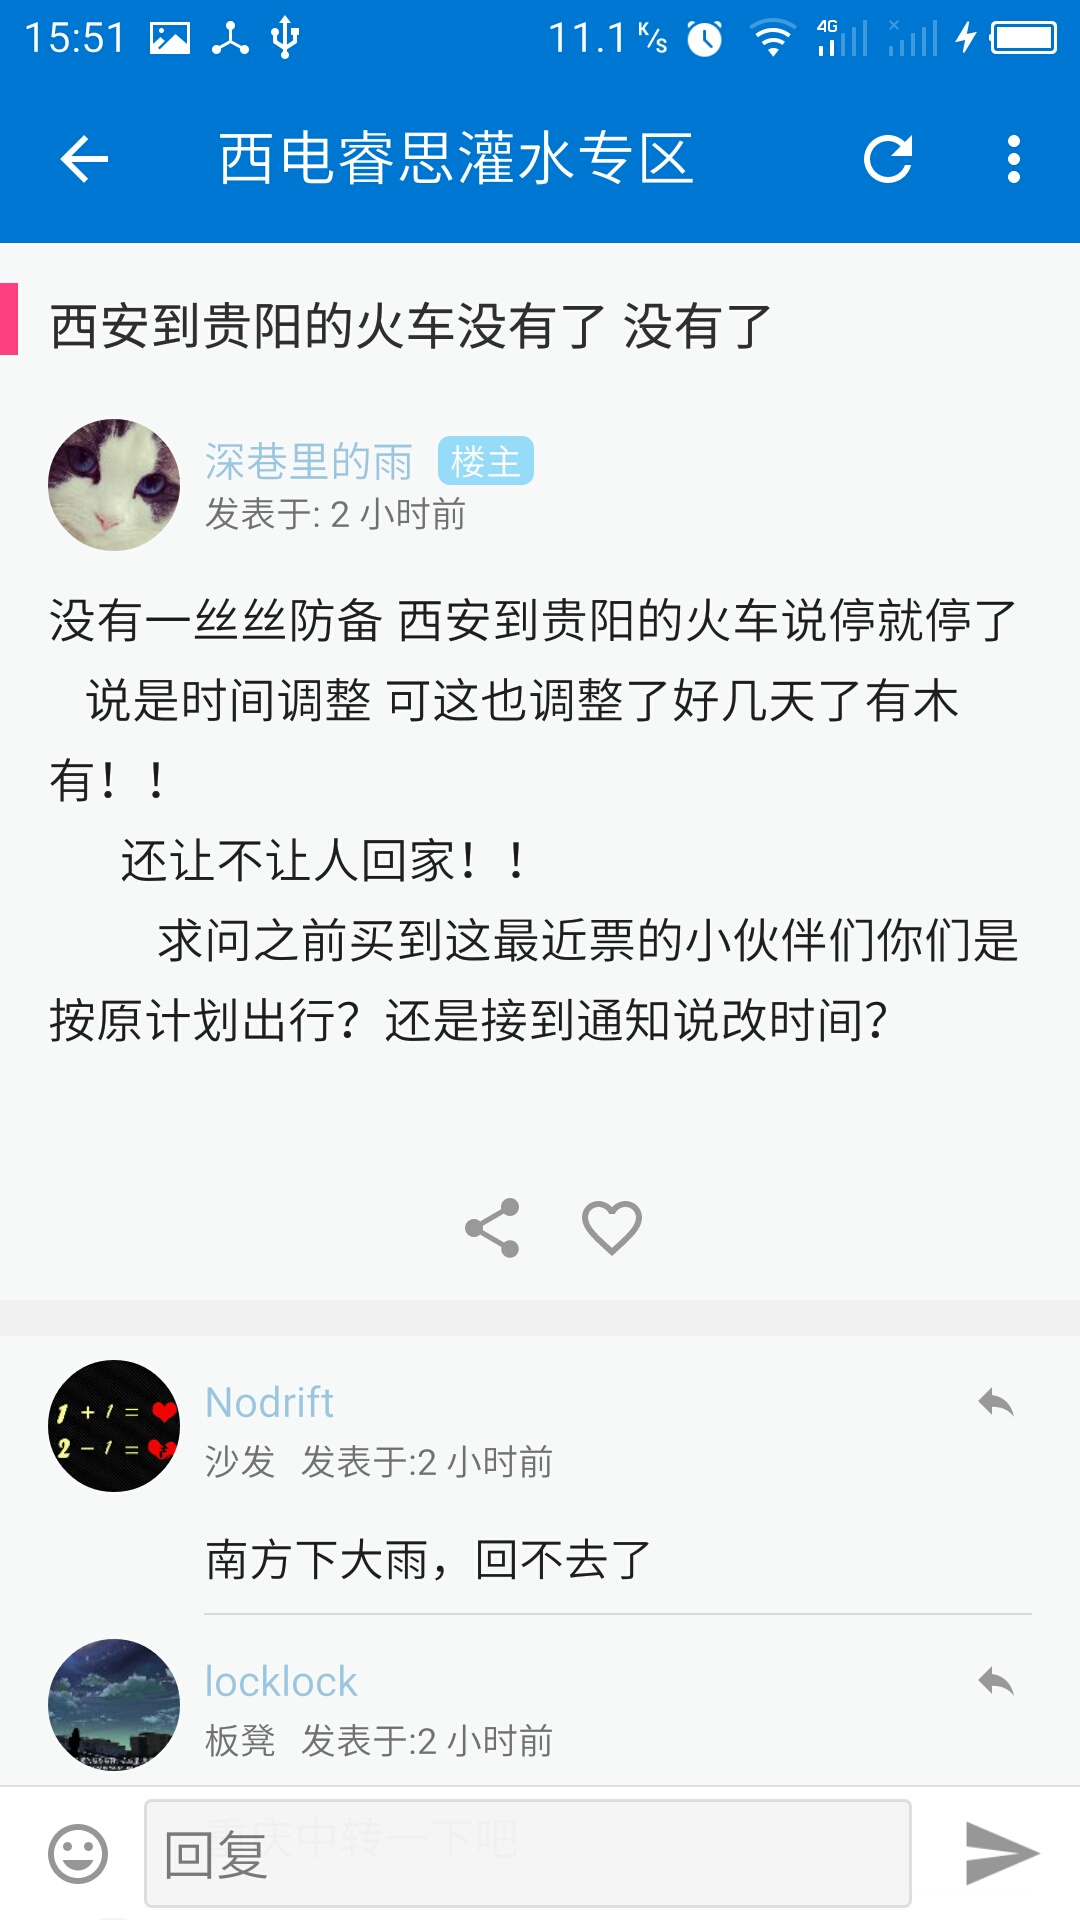 15:51 11.1 K/s 4G
西电睿思灌水专区
西安到贵阳的火车没有了 没有了
深巷里的雨 楼主
发表于: 2 小时前
没有一丝丝防备 西安到贵阳的火车说停就停了
说是时间调整 可这也调整了好几天了有木
有！！
还让不让人回家！！
求问之前买到这最近票的小伙伴们你们是
按原计划出行？还是接到通知说改时间？
1 + 1 =
2 - 1 =
Nodrift
沙发 发表于:2 小时前
南方下大雨，回不去了
locklock
板凳 发表于:2 小时前
重庆中转一下吧
回复